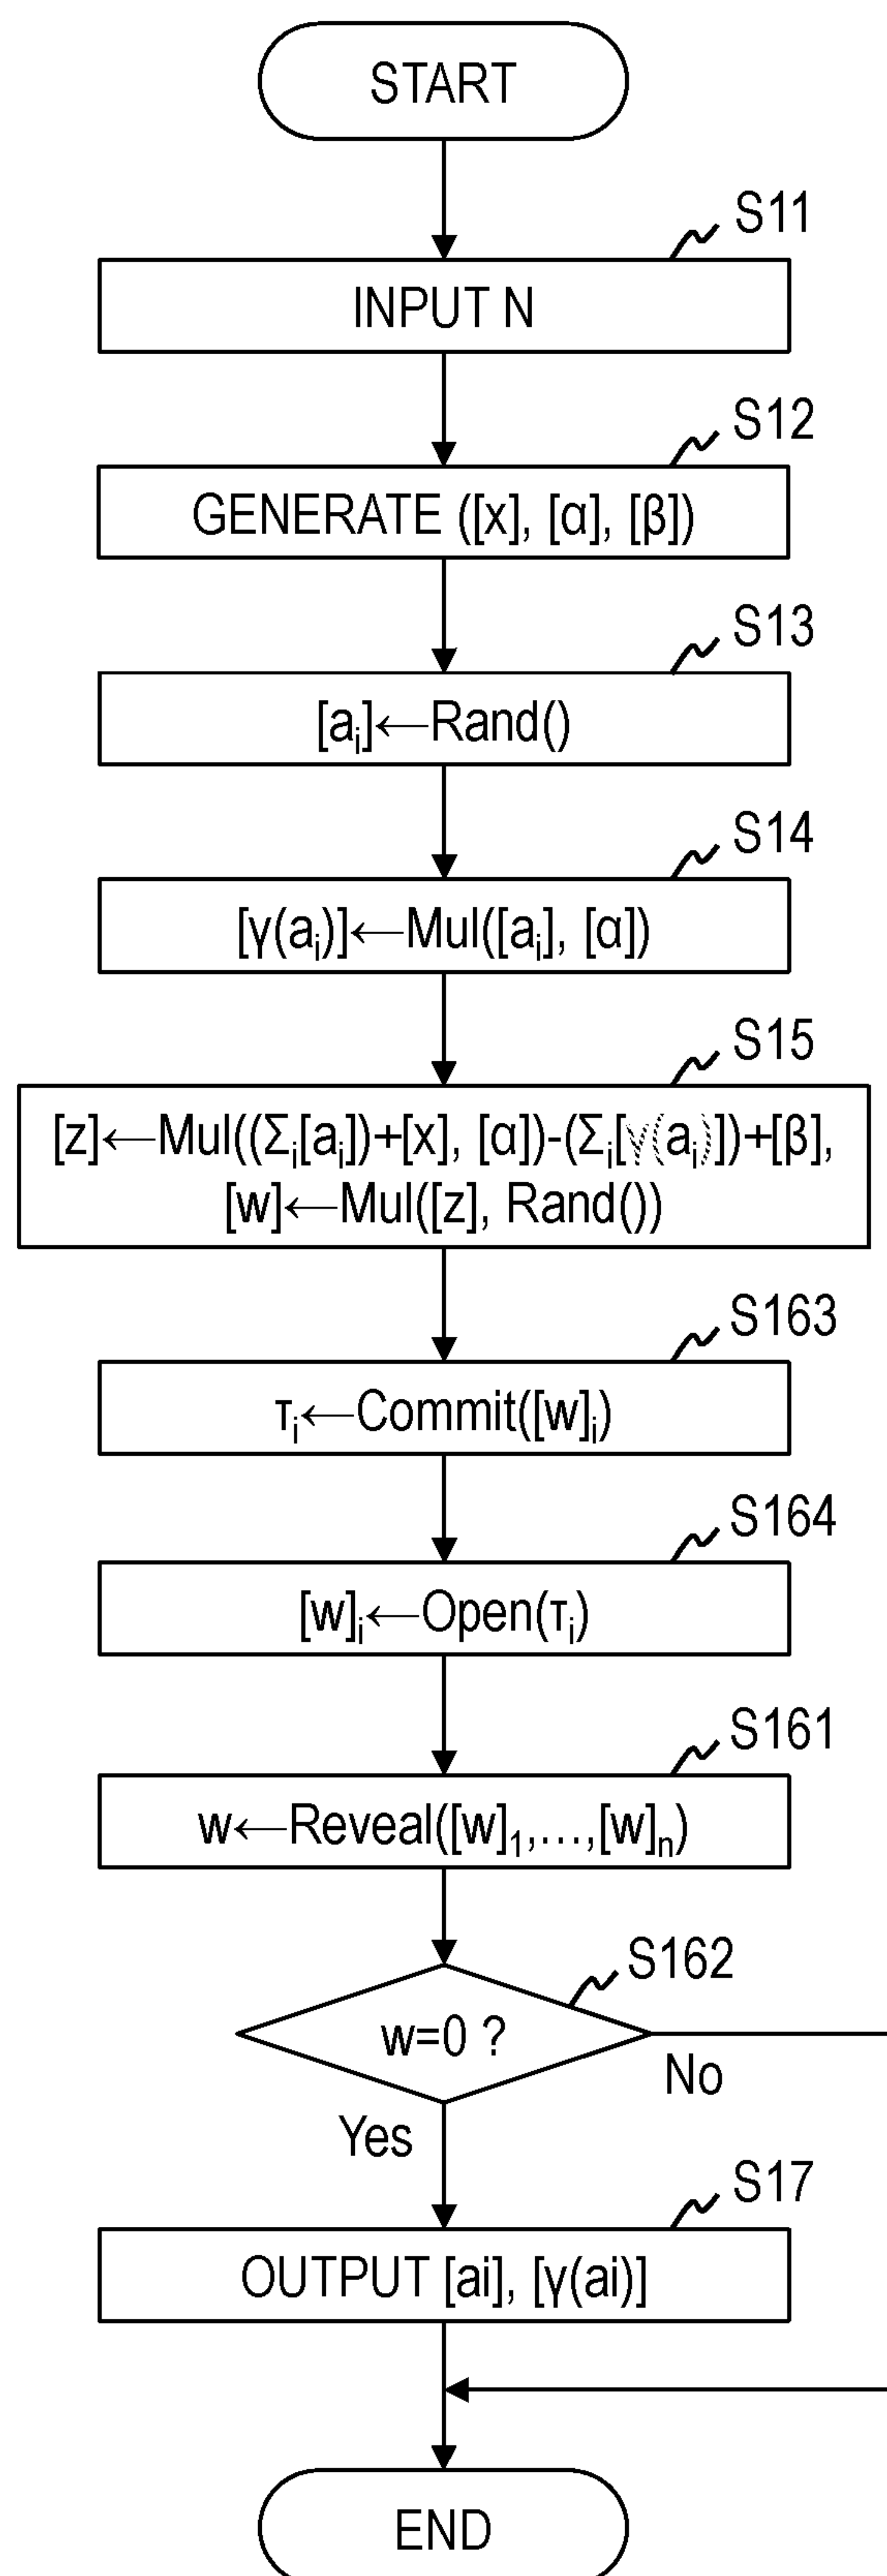 START
S11
INPUT N
S12
GENERATE ([x], [α], [β])
S13
[aᵢ]←Rand()
S14
[γ(aᵢ)]←Mul([aᵢ], [α])
S15
[z]←Mul((Σᵢ[aᵢ])+[x], [α])-(Σᵢ[γ(aᵢ)])+[β],
[w]←Mul([z], Rand())
S163
τᵢ←Commit([w]ᵢ)
S164
[w]ᵢ←Open(τᵢ)
S161
w←Reveal([w]₁,...,[w]ₙ)
S162
w=0 ?
No
Yes
S17
OUTPUT [ai], [γ(ai)]
END